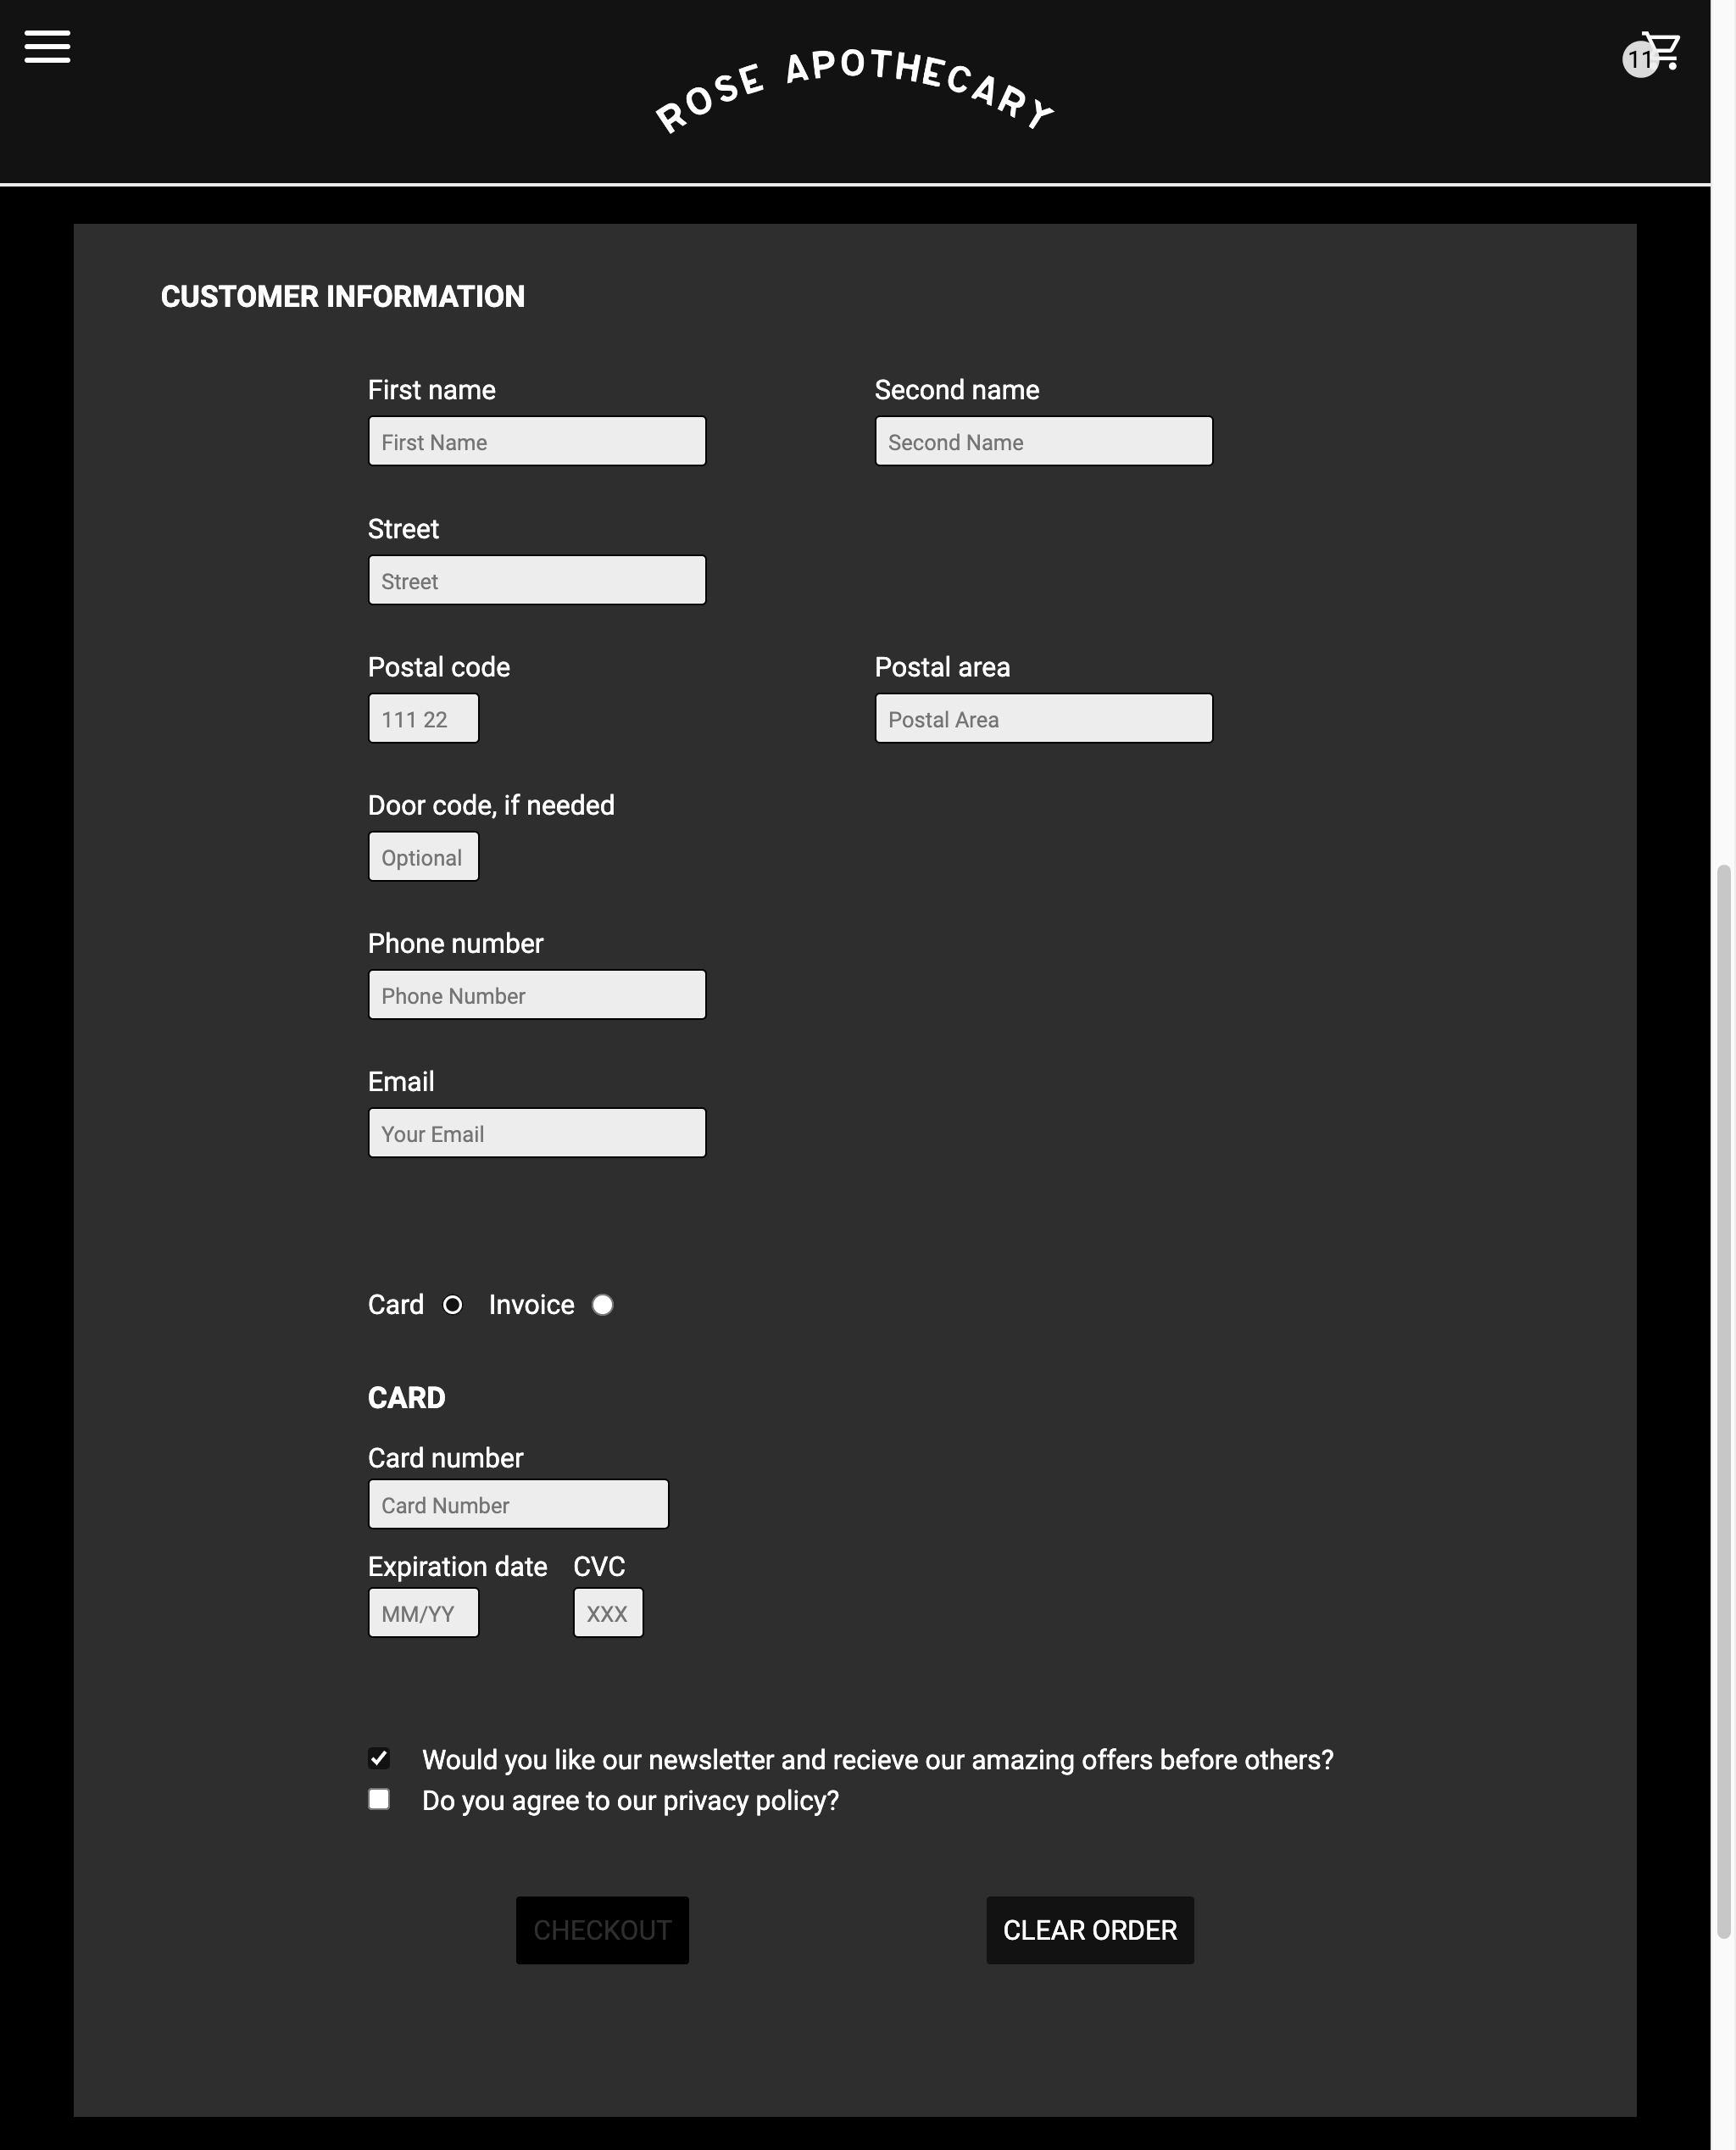 ROSE APOTHECARY
11
CUSTOMER INFORMATION
First name
Second name
First Name
Second Name
Street
Street
Postal code
Postal area
111 22
Postal Area
Door code, if needed
Optional
Phone number
Phone Number
Email
Your Email
Card
Invoice
CARD
Card number
Card Number
Expiration date
CVC
MM/YY
XXX
Would you like our newsletter and recieve our amazing offers before others?
Do you agree to our privacy policy?
CHECKOUT
CLEAR ORDER